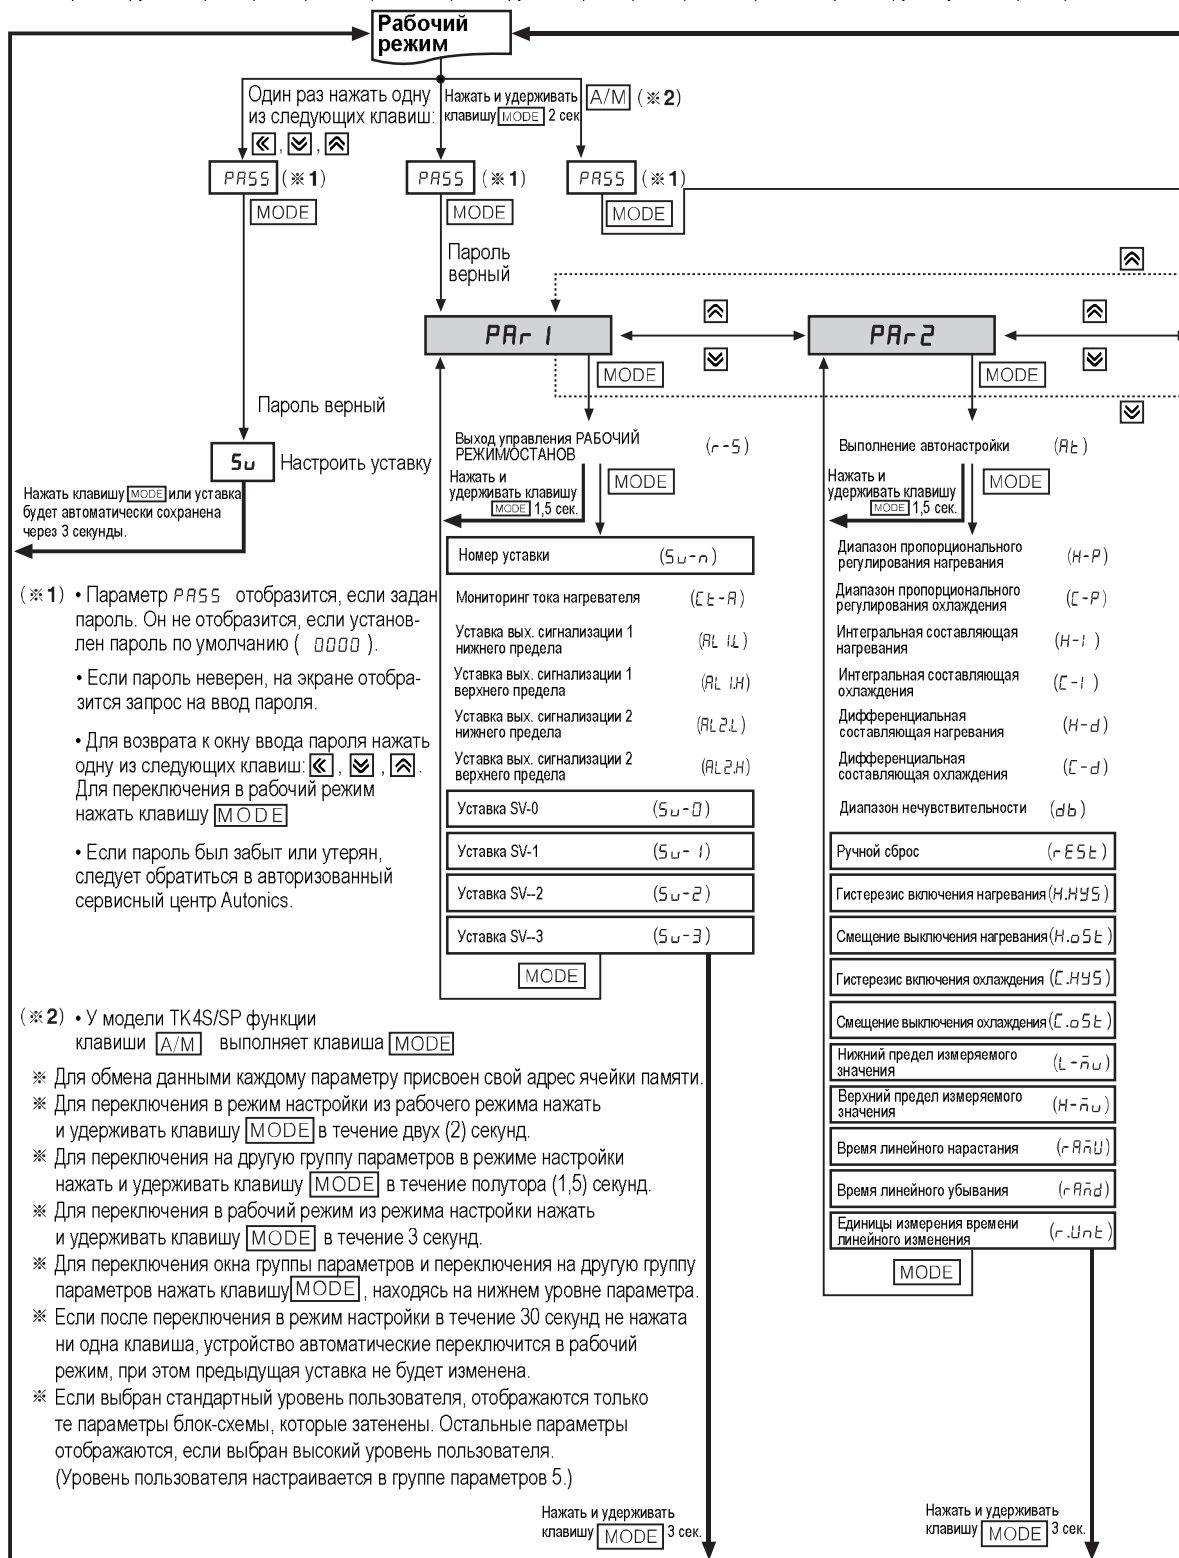 Рабочий
режим
Один раз нажать одну
из следующих клавиш:
Нажать и удерживать
клавишу MODE 2 сек
A/M (※2)
PASS (※1)
PASS (※1)
PASS (※1)
MODE
MODE
MODE
Пароль
верный
PAr 1
PAr2
MODE
MODE
Пароль верный
Sv
Настроить уставку
Нажать клавишу MODE или уставка
будет автоматически сохранена
через 3 секунды.
Выход управления РАБОЧИЙ
РЕЖИМ/ОСТАНОВ (r-S)
Нажать и
удерживать клавишу
MODE 1,5 сек.
MODE
Номер уставки (Sv-n)
Мониторинг тока нагревателя (Ct-A)
Уставка вых. сигнализации 1
нижнего предела (AL1.L)
Уставка вых. сигнализации 1
верхнего предела (AL1.H)
Уставка вых. сигнализации 2
нижнего предела (AL2.L)
Уставка вых. сигнализации 2
верхнего предела (AL2.H)
Уставка SV-0 (Sv-0)
Уставка SV-1 (Sv-1)
Уставка SV--2 (Sv-2)
Уставка SV--3 (Sv-3)
MODE
Выполнение автонастройки (At)
Нажать и
удерживать клавишу
MODE 1,5 сек.
MODE
Диапазон пропорционального
регулирования нагревания (H-P)
Диапазон пропорционального
регулирования охлаждения (C-P)
Интегральная составляющая
нагревания (H-I)
Интегральная составляющая
охлаждения (C-I)
Дифференциальная
составляющая нагревания (H-d)
Дифференциальная
составляющая охлаждения (C-d)
Диапазон нечувствительности (db)
Ручной сброс (rESt)
Гистерезис включения нагревания (H.HYS)
Смещение выключения нагревания (H.oSt)
Гистерезис включения охлаждения (C.HYS)
Смещение выключения охлаждения (C.oSt)
Нижний предел измеряемого
значения (L-mv)
Верхний предел измеряемого
значения (H-mv)
Время линейного нарастания (rAmU)
Время линейного убывания (rAmd)
Единицы измерения времени
линейного изменения (r.Unt)
MODE
(※1) • Параметр PASS отобразится, если задан
пароль. Он не отобразится, если установ-
лен пароль по умолчанию ( 0000 ).
• Если пароль неверен, на экране отобра-
зится запрос на ввод пароля.
• Для возврата к окну ввода пароля нажать
одну из следующих клавиш:
Для переключения в рабочий режим
нажать клавишу MODE
• Если пароль был забыт или утерян,
следует обратиться в авторизованный
сервисный центр Autonics.
(※2) • У модели TK4S/SP функции
клавиши A/M выполняет клавиша MODE
※ Для обмена данными каждому параметру присвоен свой адрес ячейки памяти.
※ Для переключения в режим настройки из рабочего режима нажать
и удерживать клавишу MODE в течение двух (2) секунд.
※ Для переключения на другую группу параметров в режиме настройки
нажать и удерживать клавишу MODE в течение полутора (1,5) секунд.
※ Для переключения в рабочий режим из режима настройки нажать
и удерживать клавишу MODE в течение 3 секунд.
※ Для переключения окна группы параметров и переключения на другую группу
параметров нажать клавишу MODE , находясь на нижнем уровне параметра.
※ Если после переключения в режим настройки в течение 30 секунд не нажата
ни одна клавиша, устройство автоматические переключится в рабочий
режим, при этом предыдущая уставка не будет изменена.
※ Если выбран стандартный уровень пользователя, отображаются только
те параметры блок-схемы, которые затенены. Остальные параметры
отображаются, если выбран высокий уровень пользователя.
(Уровень пользователя настраивается в группе параметров 5.)
Нажать и удерживать
клавишу MODE 3 сек.
Нажать и удерживать
клавишу MODE 3 сек.